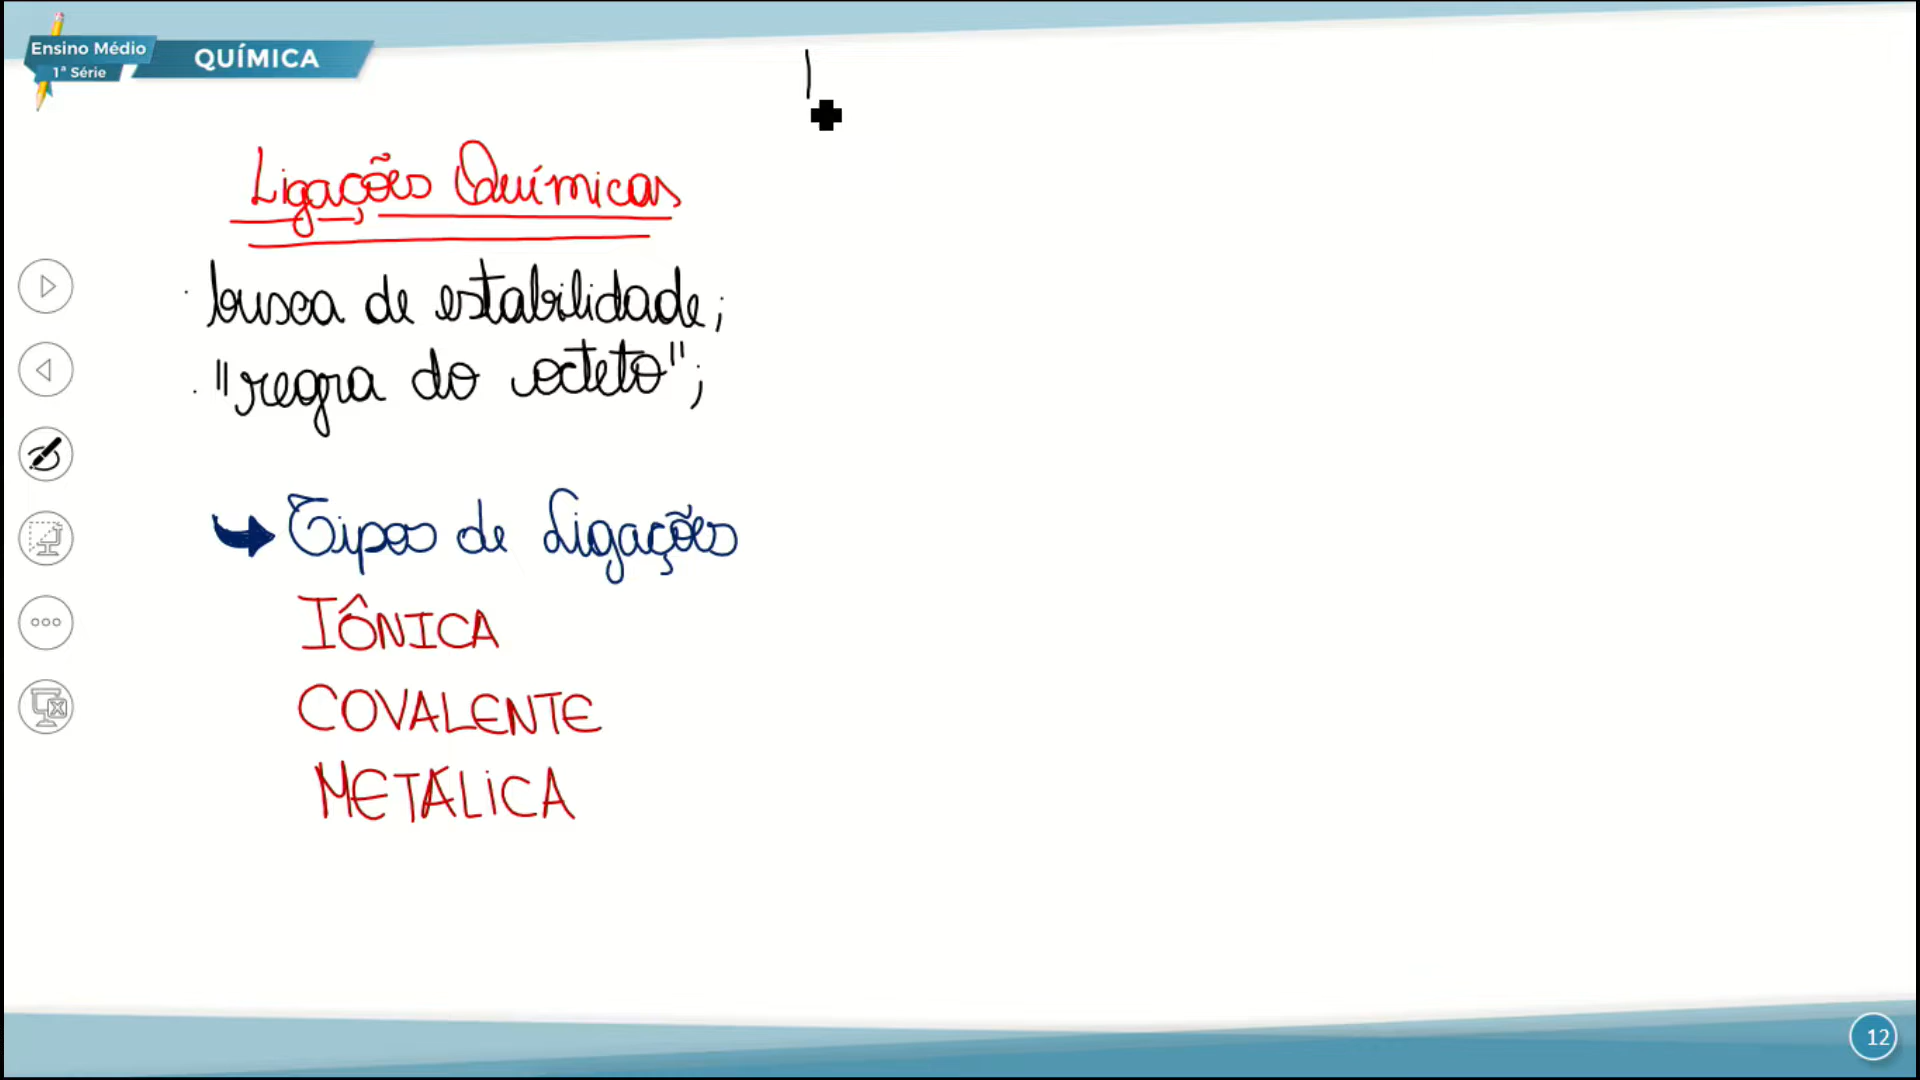 Ensino Médio
1ª Série
QUÍMICA
Ligações Químicas
· busca de estabilidade;
· "regra do octeto";
Tipos de Ligações
IÔNICA
COVALENTE
METÁLiCA
12